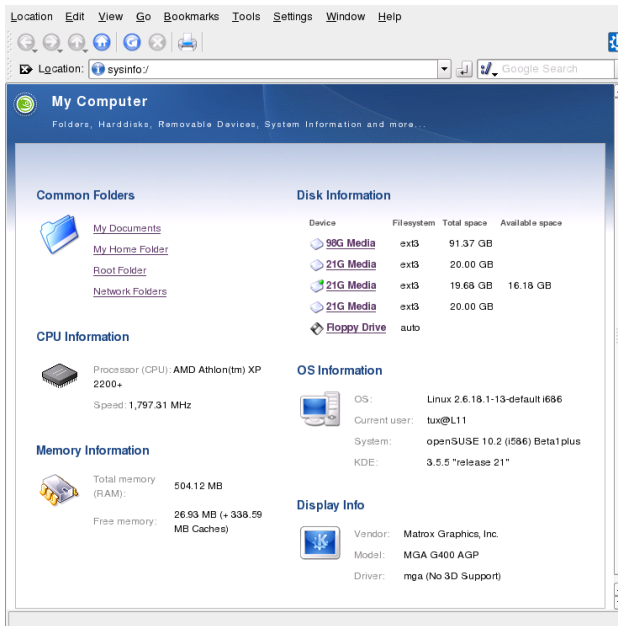 Location Edit View Go Bookmarks Tools Settings Window Help
Location: sysinfo:/ Google Search
My Computer
Folders, Harddisks, Removable Devices, System Information and more...
Common Folders
My Documents
My Home Folder
Root Folder
Network Folders
CPU Information
Processor (CPU): AMD Athlon(tm) XP
2200+
Speed: 1,797.31 MHz
Memory Information
Total memory
(RAM): 504.12 MB
Free memory: 26.93 MB (+ 338.59
MB Caches)
Disk Information
Device Filesystem Total space Available space
98G Media ext3 91.37 GB
21G Media ext3 20.00 GB
21G Media ext3 19.68 GB 16.18 GB
21G Media ext3 20.00 GB
Floppy Drive auto
OS Information
OS: Linux 2.6.18.1-13-default i686
Current user: tux@L11
System: openSUSE 10.2 (i586) Beta1plus
KDE: 3.5.5 "release 21"
Display Info
Vendor: Matrox Graphics, Inc.
Model: MGA G400 AGP
Driver: mga (No 3D Support)